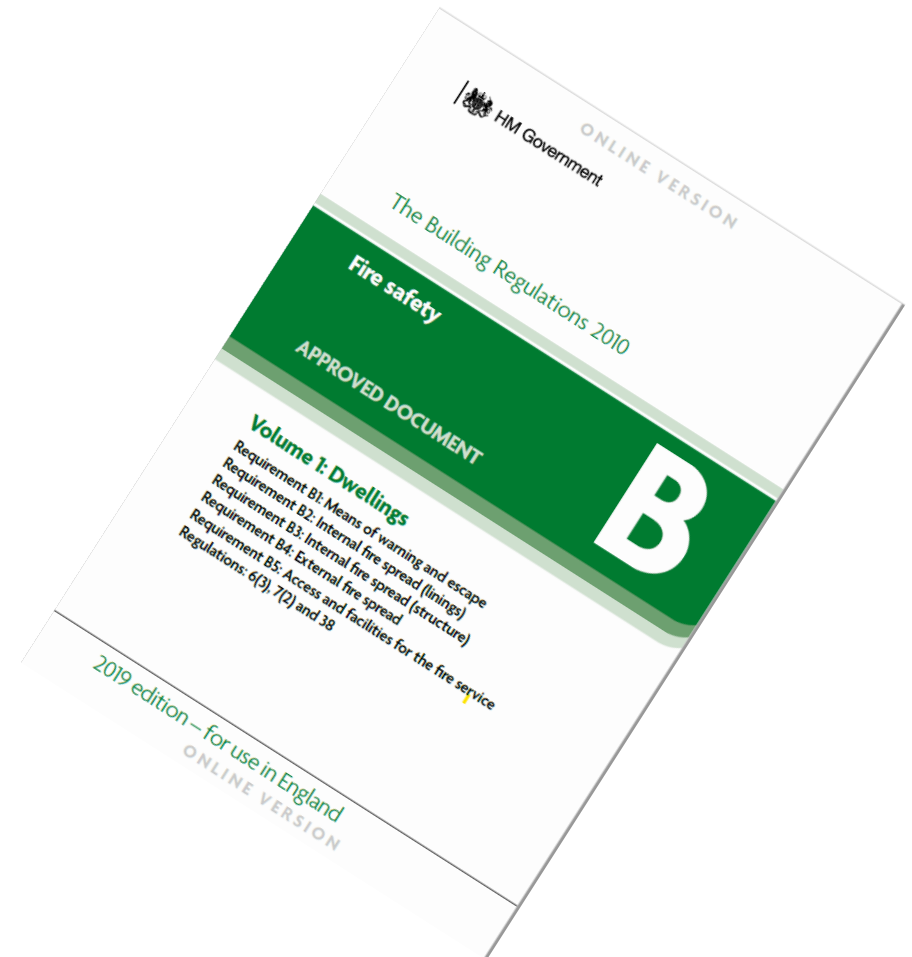 ONLINE VERSION
HM Government
The Building Regulations 2010
Fire safety
APPROVED DOCUMENT
B
Volume 1: Dwellings
Requirement B1: Means of warning and escape
Requirement B2: Internal fire spread (linings)
Requirement B3: Internal fire spread (structure)
Requirement B4: External fire spread
Requirement B5: Access and facilities for the fire service
Regulations: 6(3), 7(2) and 38
2019 edition – for use in England
ONLINE VERSION